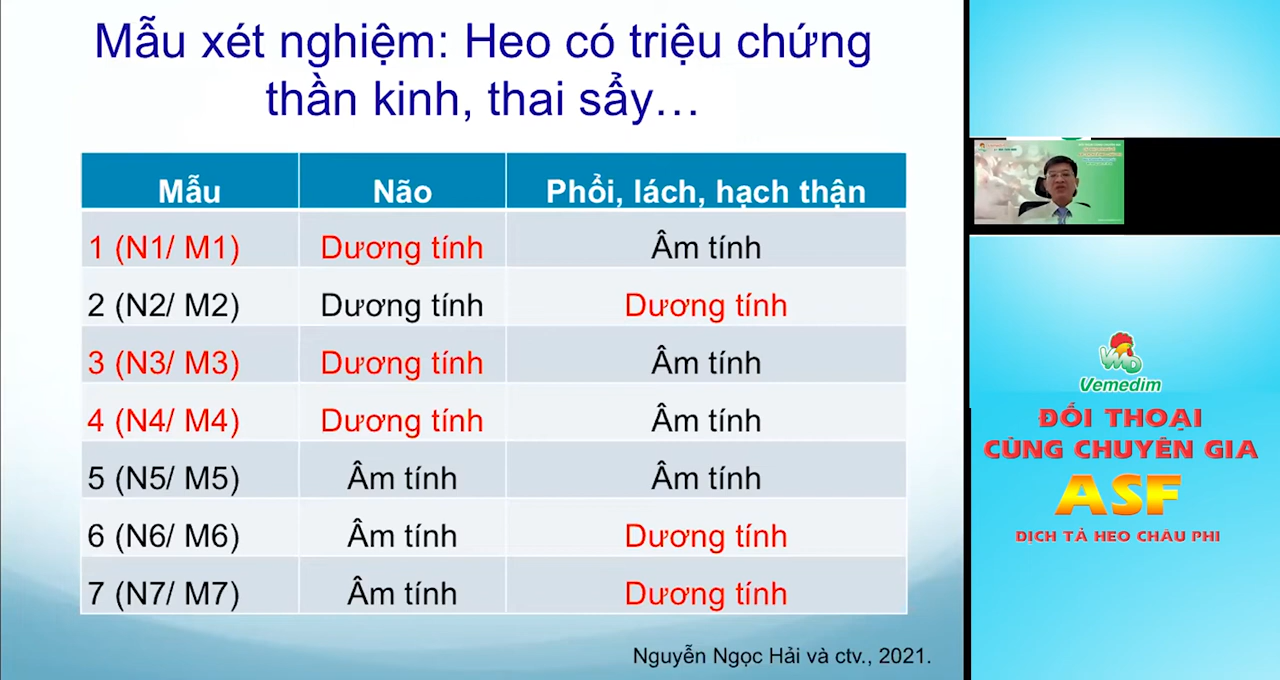 Mẫu xét nghiệm: Heo có triệu chứng
thần kinh, thai sẩy…
Mẫu Não Phổi, lách, hạch thận
1 (N1/ M1) Dương tính Âm tính
2 (N2/ M2) Dương tính Dương tính
3 (N3/ M3) Dương tính Âm tính
4 (N4/ M4) Dương tính Âm tính
5 (N5/ M5) Âm tính Âm tính
6 (N6/ M6) Âm tính Dương tính
7 (N7/ M7) Âm tính Dương tính
Nguyễn Ngọc Hải và ctv., 2021.
VMD
Vemedim
ĐỐI THOẠI
CÙNG CHUYÊN GIA
ASF
DỊCH TẢ HEO CHÂU PHI